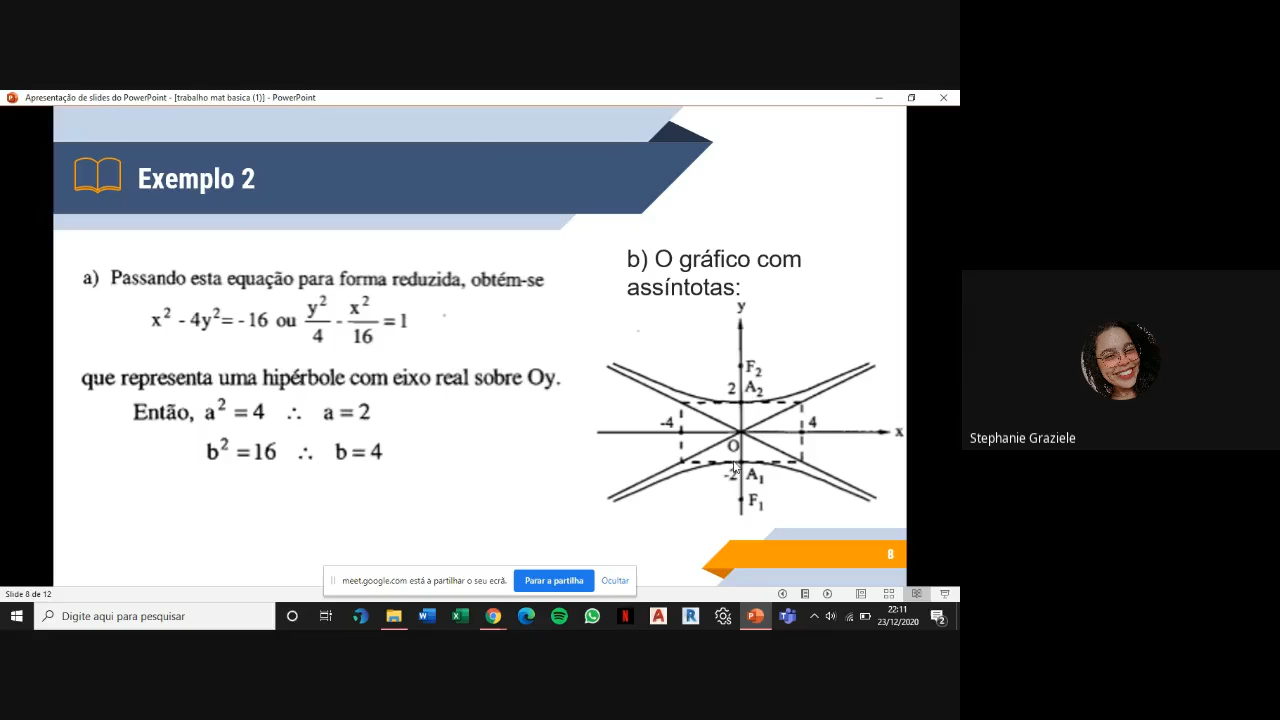 Apresentação de slides do PowerPoint - [trabalho mat basica (1)] - PowerPoint
Exemplo 2
a) Passando esta equação para forma reduzida, obtém-se
x² - 4y² = - 16 ou y²/4 - x²/16 = 1
que representa uma hipérbole com eixo real sobre Oy.
Então, a² = 4 ∴ a = 2
b² = 16 ∴ b = 4
b) O gráfico com
assíntotas:
y
F₂
2 A₂
-4 4
x
O
-2 A₁
F₁
8
Stephanie Graziele
meet.google.com está a partilhar o seu ecrã. Parar a partilha Ocultar
Slide 8 de 12
Digite aqui para pesquisar
22:11
23/12/2020
2